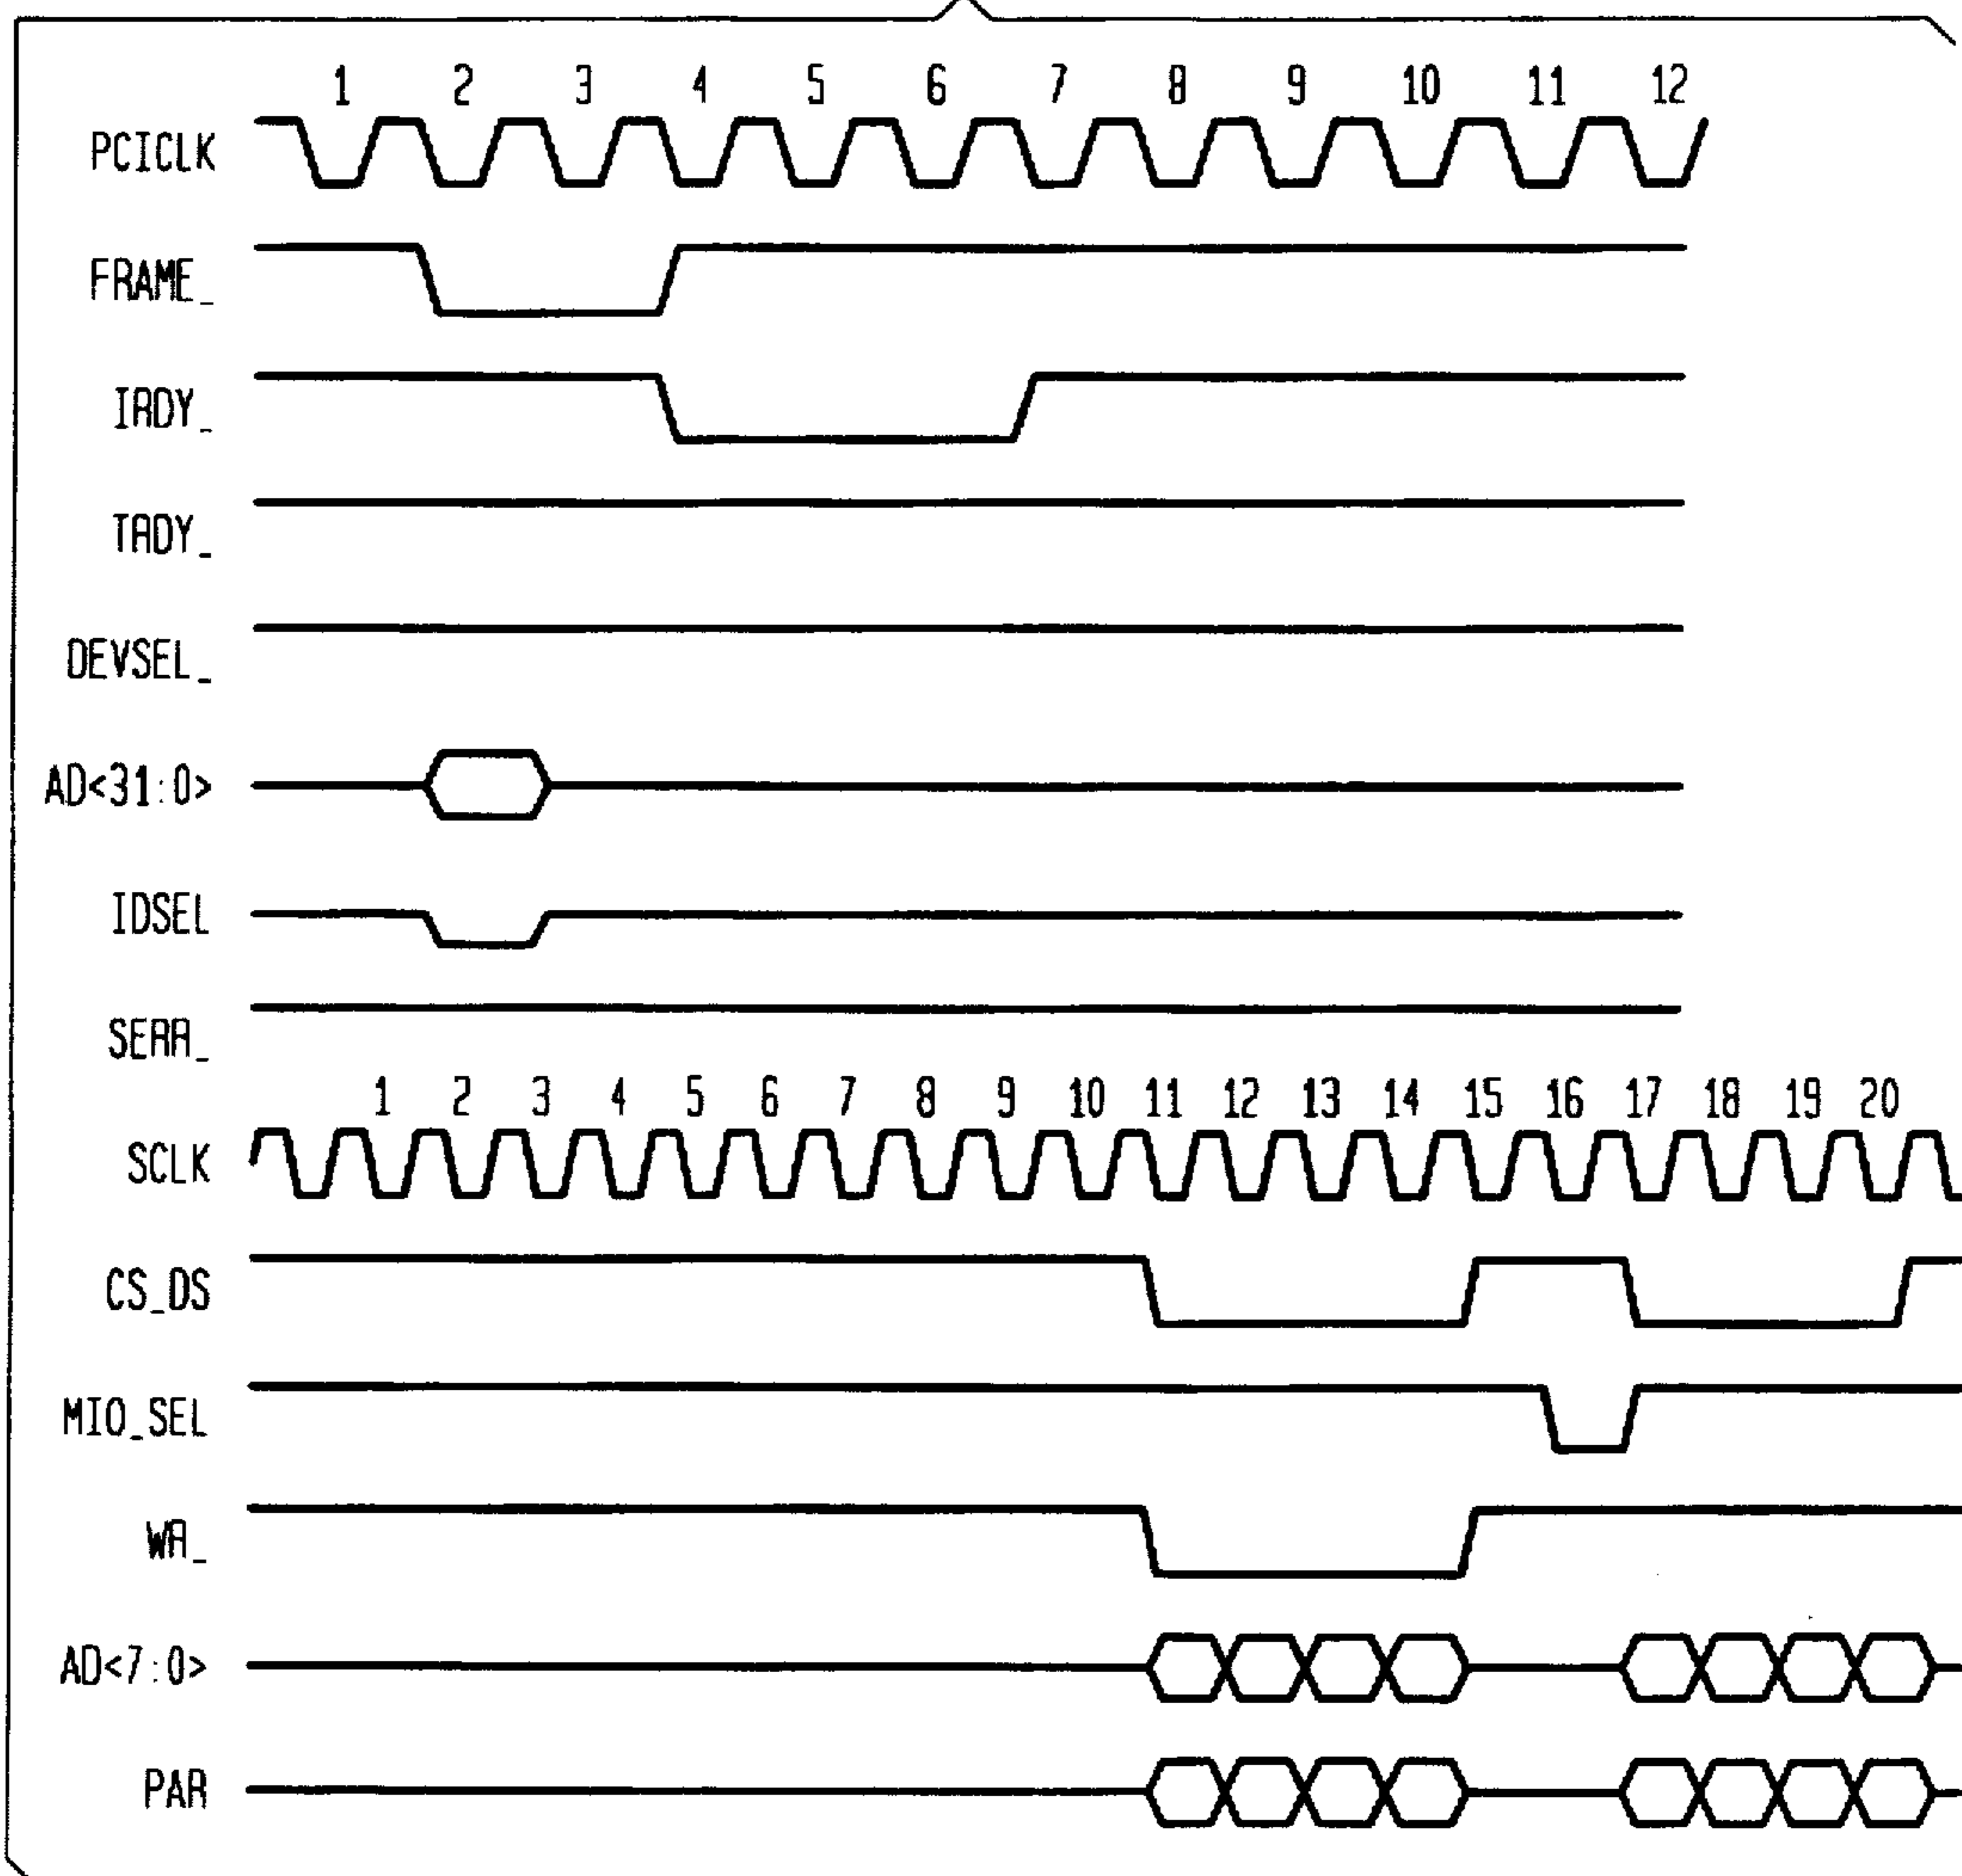 1 2 3 4 5 6 7 8 9 10 11 12
PCICLK
FRAME_
IRDY_
TRDY_
DEVSEL_
AD<31:0>
IDSEL
SERR_
1 2 3 4 5 6 7 8 9 10 11 12 13 14 15 16 17 18 19 20
SCLK
CS_DS
MIO_SEL
WR_
AD<7:0>
PAR